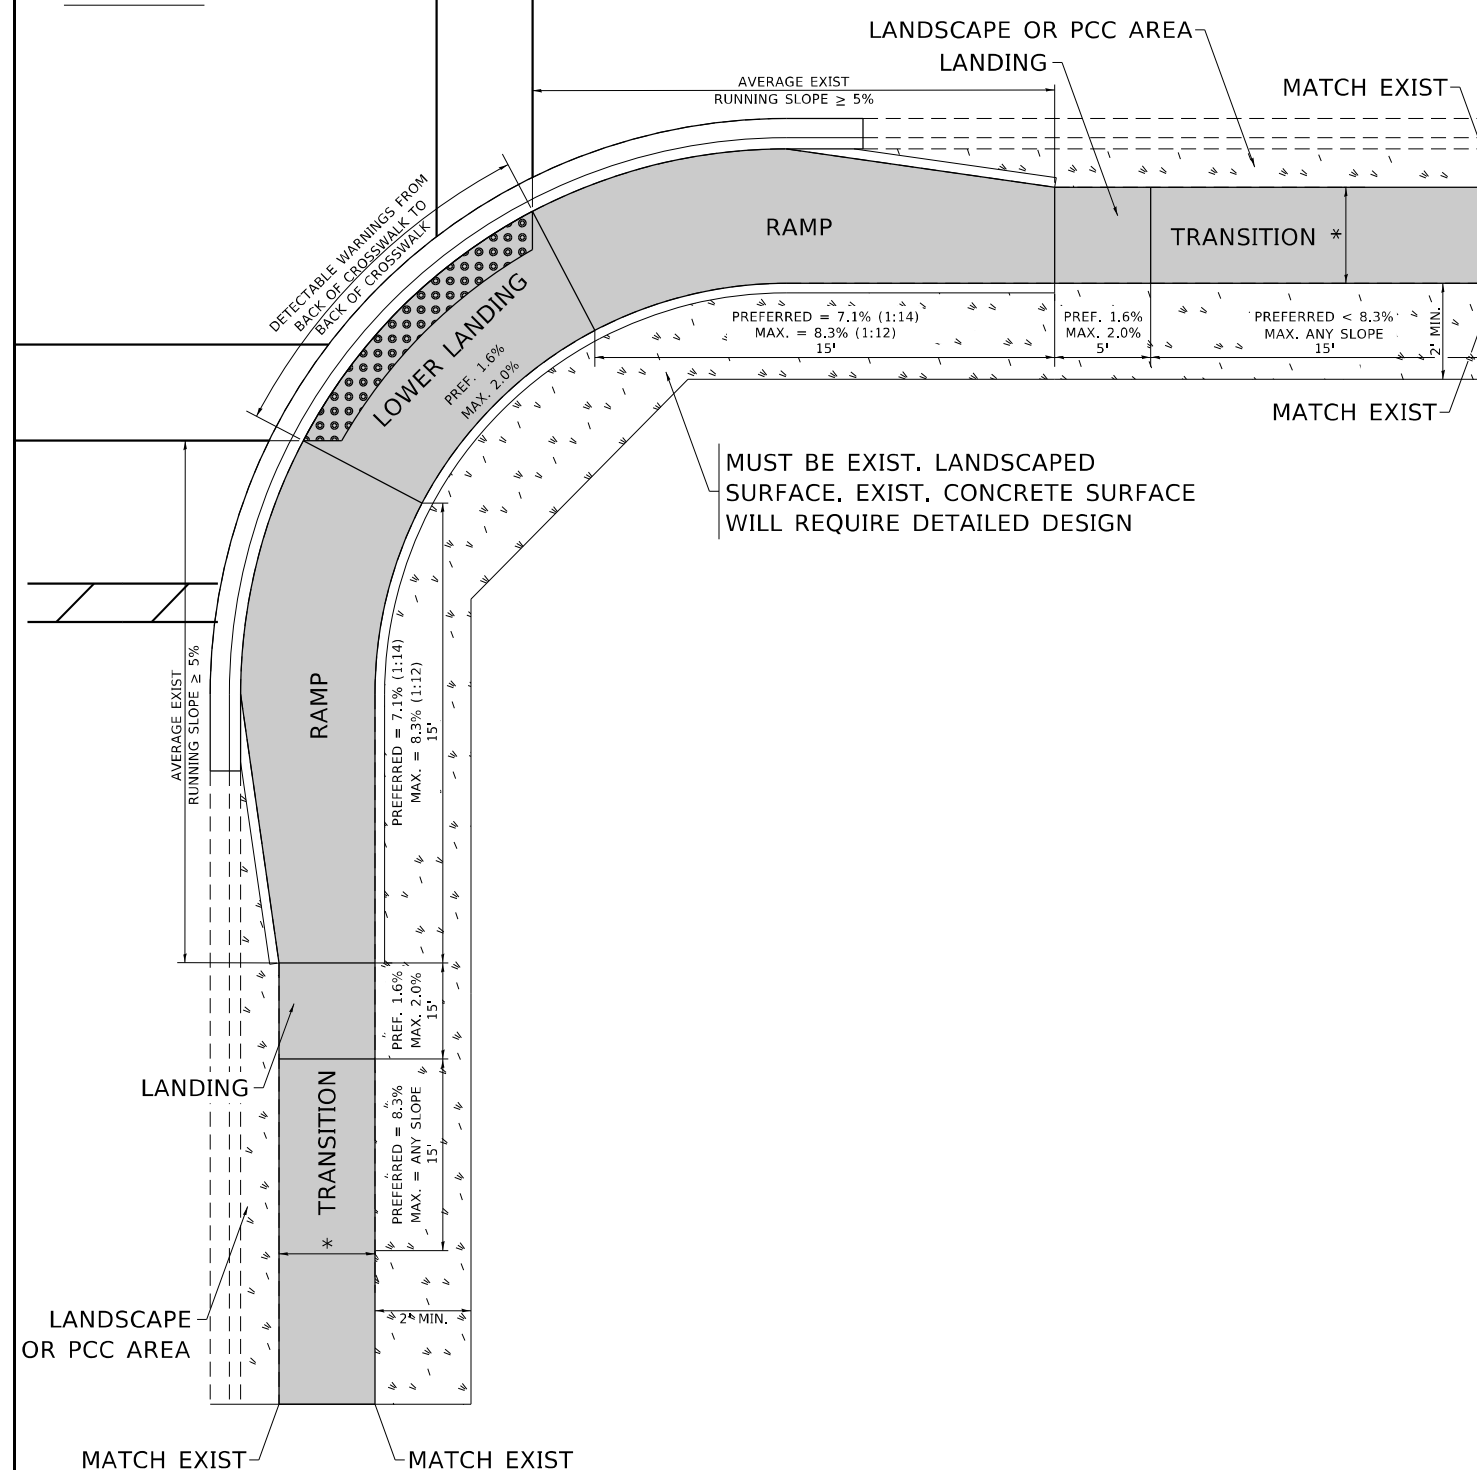 LANDSCAPE OR PCC AREA
LANDING
MATCH EXIST
AVERAGE EXIST
RUNNING SLOPE ≥ 5%
DETECTABLE WARNINGS FROM
BACK OF CROSSWALK TO
BACK OF CROSSWALK
RAMP
TRANSITION *
LOWER LANDING
PREF. 1.6%
MAX. 2.0%
PREFERRED = 7.1% (1:14)
MAX. = 8.3% (1:12)
15'
PREF. 1.6%
MAX. 2.0%
5'
PREFERRED < 8.3%
MAX. ANY SLOPE
15'
2' MIN.
MATCH EXIST
MUST BE EXIST. LANDSCAPED
SURFACE. EXIST. CONCRETE SURFACE
WILL REQUIRE DETAILED DESIGN
AVERAGE EXIST
RUNNING SLOPE ≥ 5%
RAMP
PREFERRED = 7.1% (1:14)
MAX. = 8.3% (1:12)
15'
PREF. 1.6%
MAX. 2.0%
15'
LANDING
* TRANSITION
PREFERRED = 8.3%
MAX. = ANY SLOPE
15'
2' MIN.
LANDSCAPE
OR PCC AREA
MATCH EXIST
MATCH EXIST